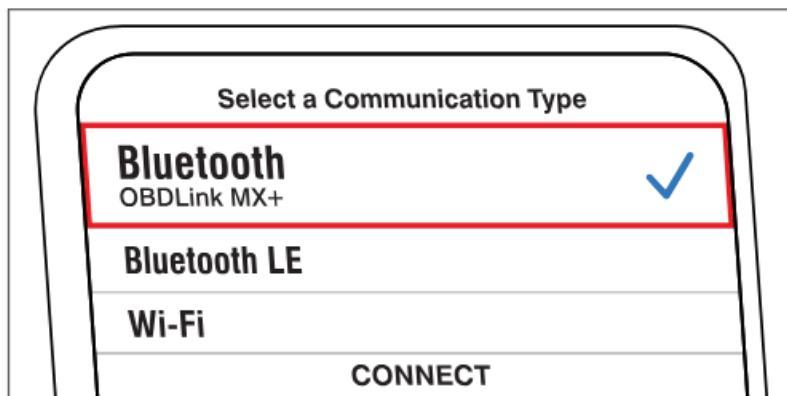 Select a Communication Type
Bluetooth
OBDLink MX+
Bluetooth LE
Wi-Fi
CONNECT